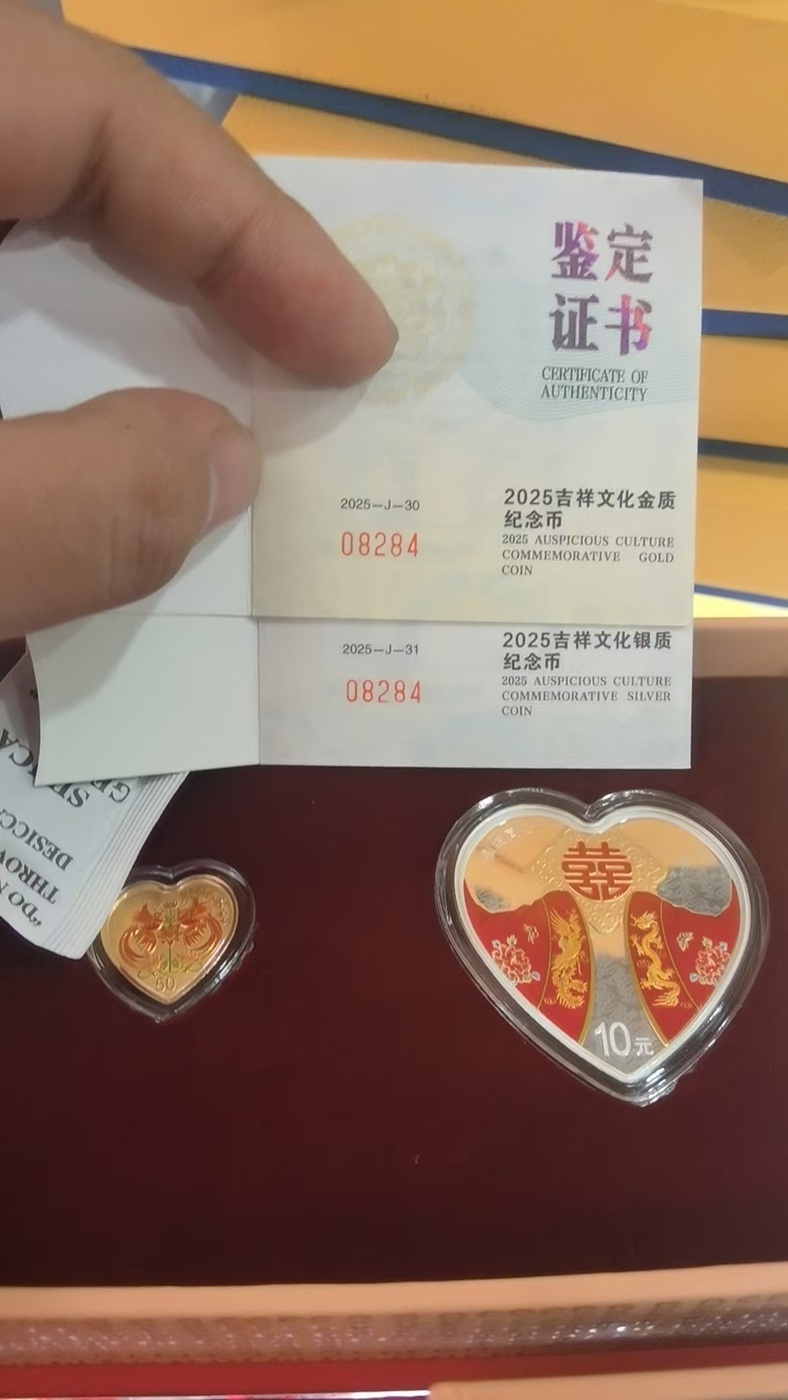 鉴定
证书
CERTIFICATE OF
AUTHENTICITY
2025—J—30
08284
2025吉祥文化金质
纪念币
2025 AUSPICIOUS CULTURE
COMMEMORATIVE GOLD
COIN
2025—J—31
08284
2025吉祥文化银质
纪念币
2025 AUSPICIOUS CULTURE
COMMEMORATIVE SILVER
COIN
THROW
DESICC
囍
50
10元